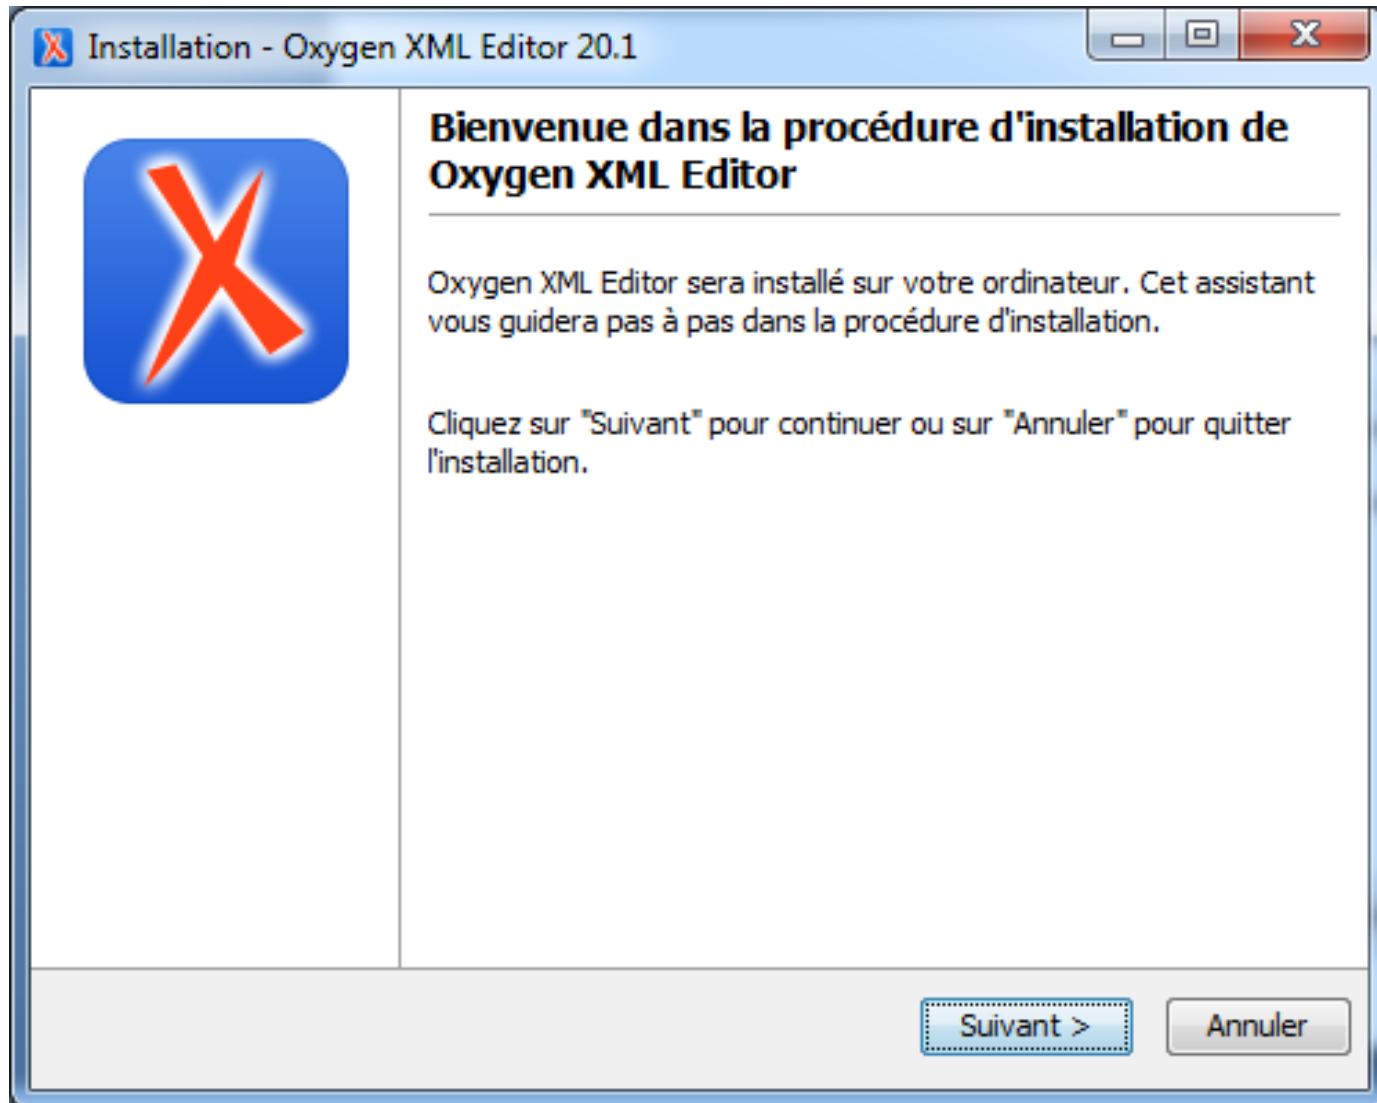 Installation - Oxygen XML Editor 20.1
Bienvenue dans la procédure d'installation de
Oxygen XML Editor
Oxygen XML Editor sera installé sur votre ordinateur. Cet assistant
vous guidera pas à pas dans la procédure d'installation.
Cliquez sur "Suivant" pour continuer ou sur "Annuler" pour quitter
l'installation.
Suivant >
Annuler